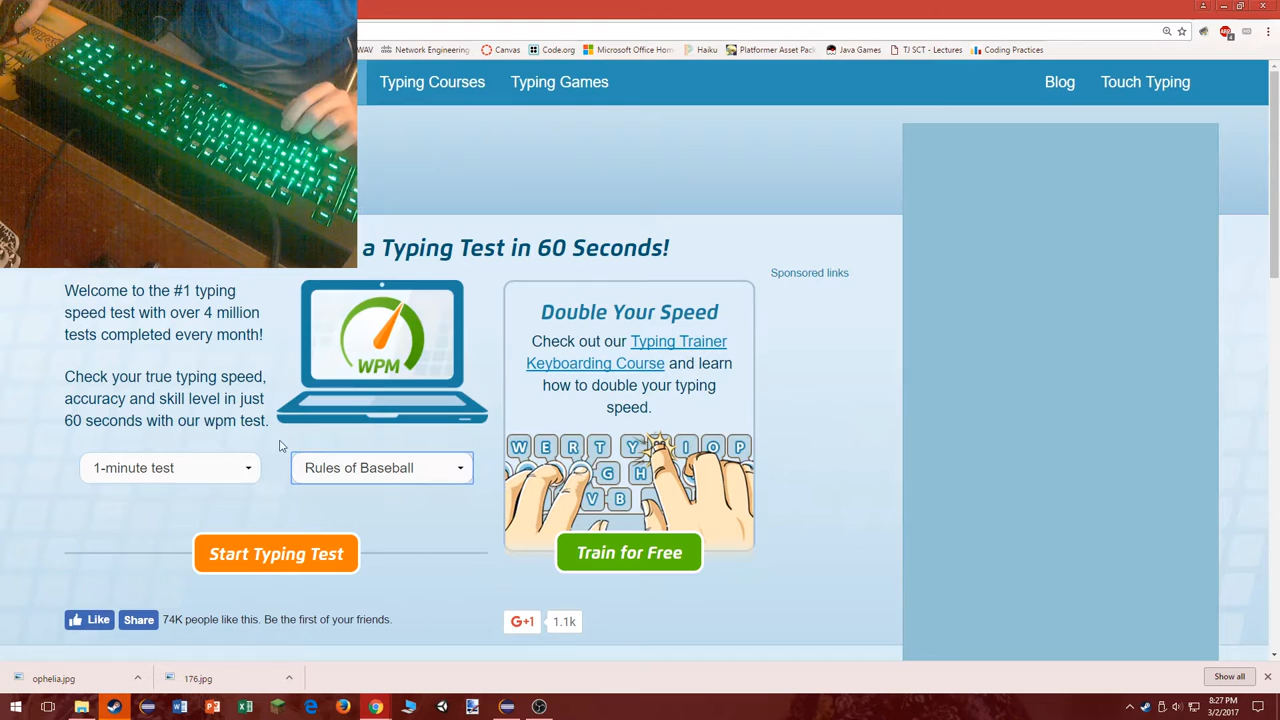 WAV Network Engineering Canvas Code.org Microsoft Office Hom Haiku Platformer Asset Pack Java Games TJ SCT - Lectures Coding Practices
Typing Courses Typing Games Blog Touch Typing
a Typing Test in 60 Seconds!
Sponsored links
Welcome to the #1 typing
speed test with over 4 million
tests completed every month!
Check your true typing speed,
accuracy and skill level in just
60 seconds with our wpm test.
WPM
Double Your Speed
Check out our Typing Trainer
Keyboarding Course and learn
how to double your typing
speed.
W E R T Y I O P
G H
V B
1-minute test
Rules of Baseball
Start Typing Test
Train for Free
Like Share 74K people like this. Be the first of your friends.
G+1 1.1k
ophelia.jpg 176.jpg Show all
8:27 PM
3/2/2017